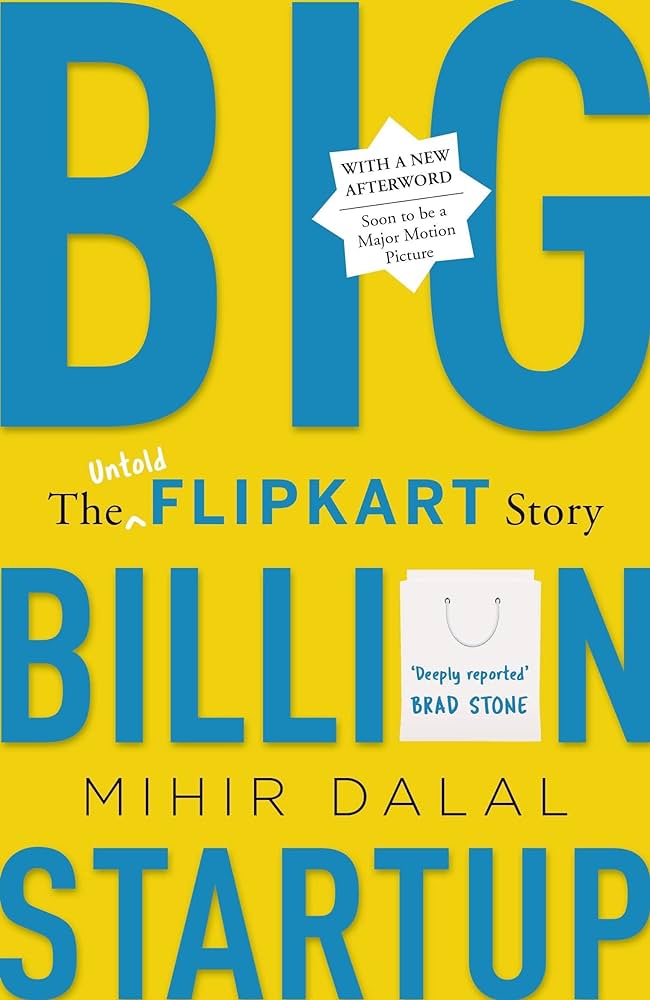 BIG
WITH A NEW
AFTERWORD
Soon to be a
Major Motion
Picture
Untold
The FLIPKART Story
BILLION
'Deeply reported'
BRAD STONE
MIHIR DALAL
STARTUP